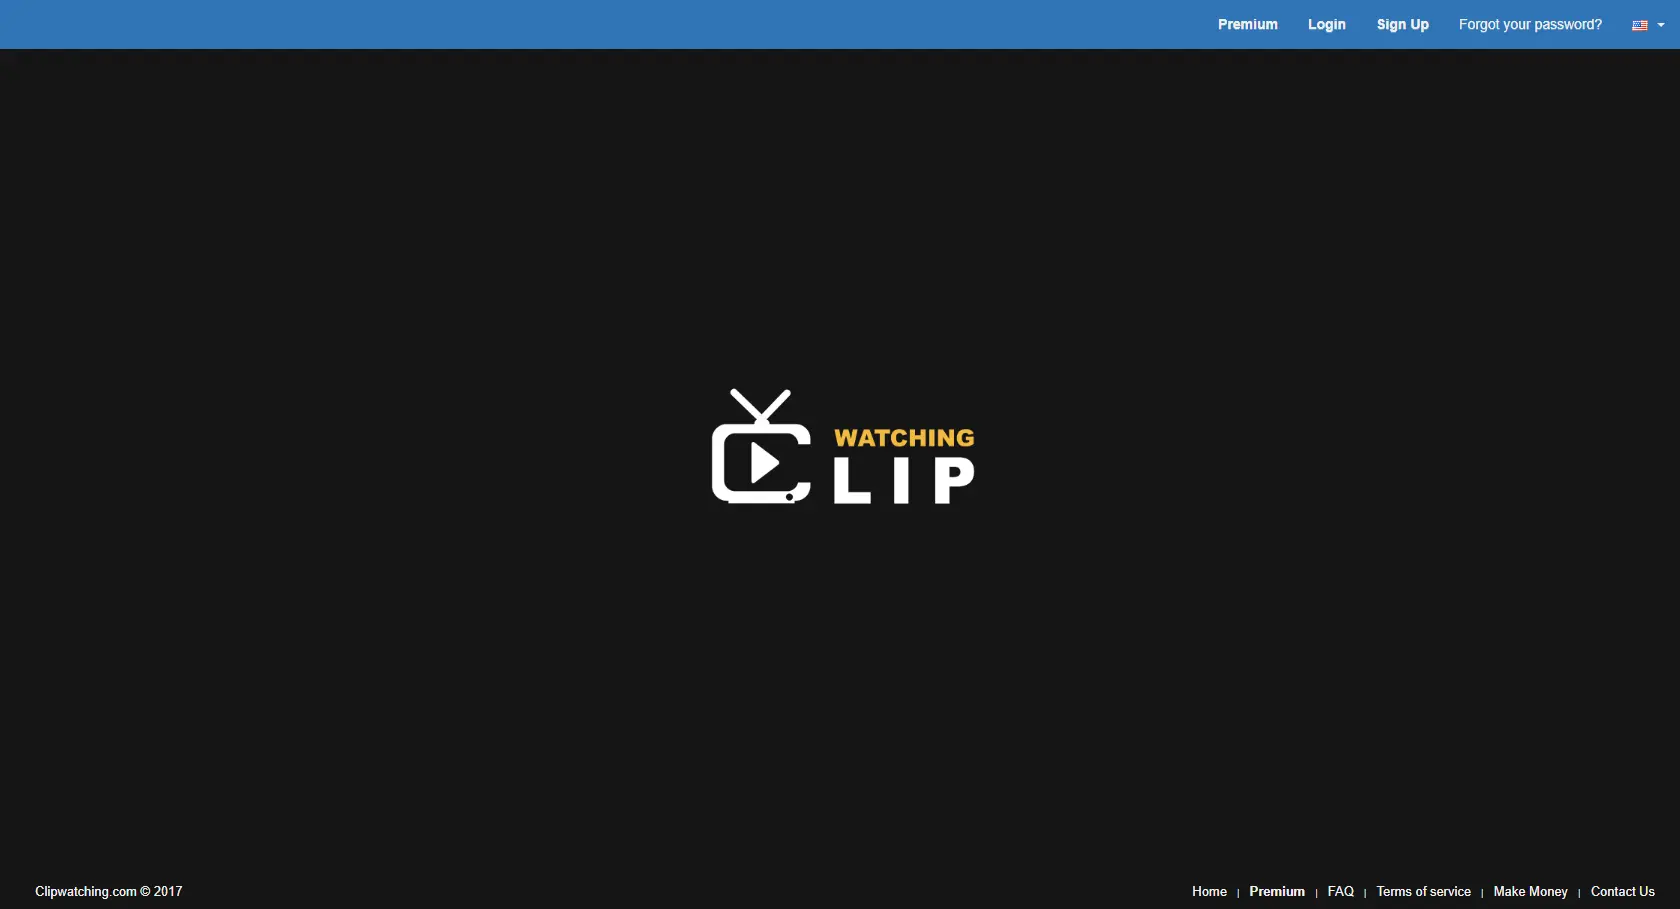 Premium Login Sign Up Forgot your password?
WATCHING
LIP
Clipwatching.com © 2017
Home | Premium | FAQ | Terms of service | Make Money | Contact Us